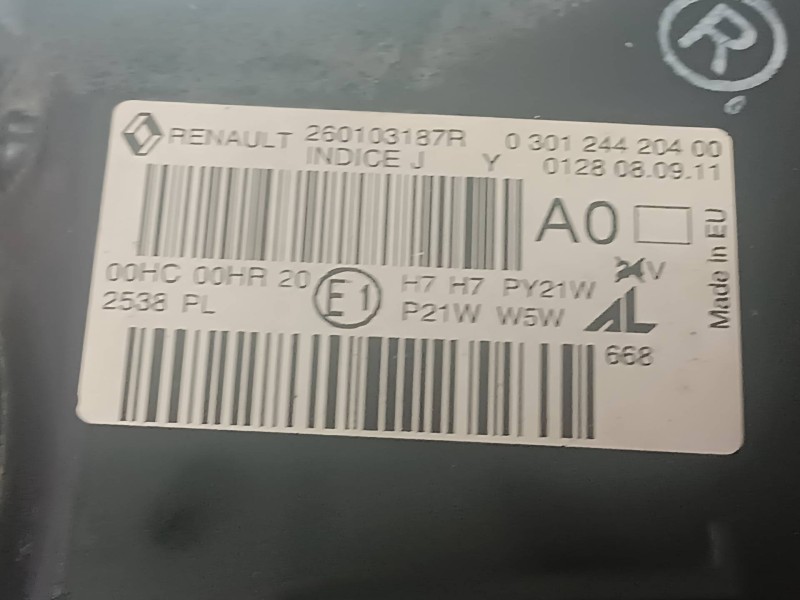 R
RENAULT 260103187R 0 301 244 204 00
INDICE J Y 0128 08.09.11
A0
Made in EU
00HC 00HR 20 E1 H7 H7 PY21W V
2538 PL P21W W5W AL
668